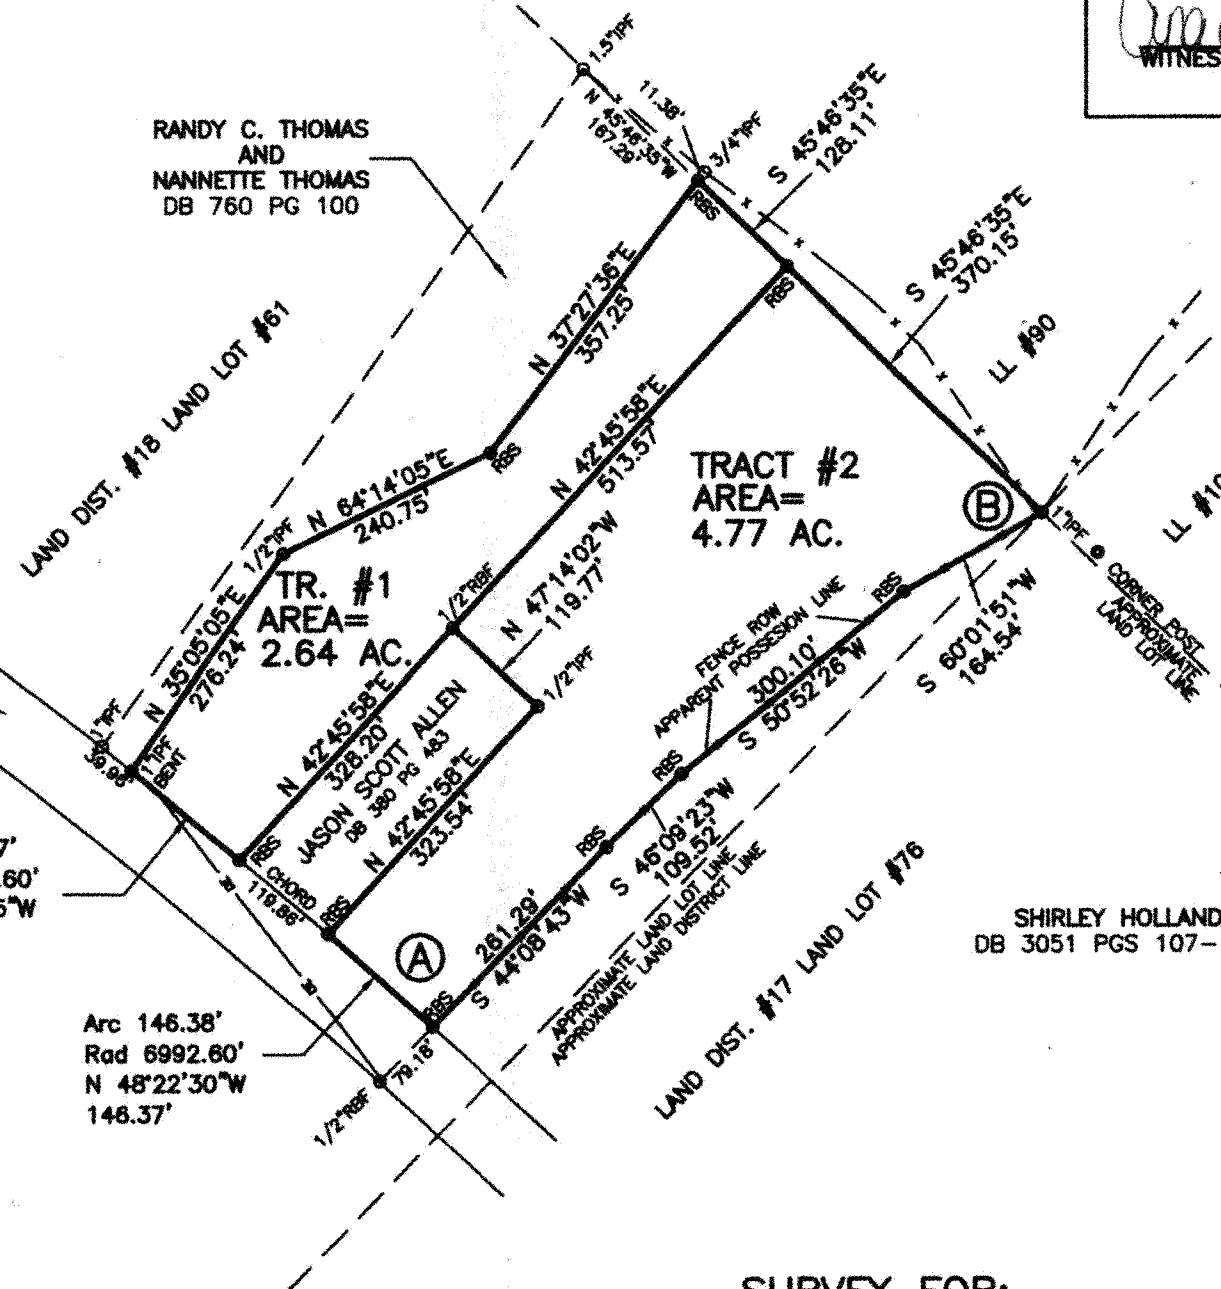 WITNES
1.5"IPF
11.38'
N 45°46'35"W
167.29'
3/4"IPF
RBS
S 45°46'35"E
128.11'
RANDY C. THOMAS
AND
NANNETTE THOMAS
DB 760 PG 100
S 45°46'35"E
370.15'
RBS
N 37°27'36"E
357.25'
LL #90
LAND DIST. #18 LAND LOT #61
N 42°45'58"E
513.57'
RBS
TRACT #2
AREA=
4.77 AC.
B
1"IPF @ CORNER POST
APPROXIMATE
LAND LOT LINE
N 64°14'05"E
240.75'
1/2"IPF
TR. #1
AREA=
2.64 AC.
1/2"RBF
N 47°14'02"W
119.77'
RBS
FENCE ROW
APPARENT POSSESION LINE
S 60°01'51"W
164.54'
N 35°05'05"E
276.24'
300.10'
S 50°52'26"W
1/2"IPF
1"IPF
39.98'
1"IPF
BENT
N 42°45'58"E
328.20'
JASON SCOTT ALLEN
DB 380 PG 483
N 42°45'58"E
323.54'
RBS
RBS
S 46°09'23"W
109.52'
RBS
CHORD
119.86'
RBS
7'
60'
5"W
A
281.29'
S 44°08'43"W
RBS
APPROXIMATE LAND LOT LINE
APPROXIMATE LAND DISTRICT LINE
LAND DIST. #17 LAND LOT #76
SHIRLEY HOLLAND
DB 3051 PGS 107-
Arc 146.38'
Rad 6992.60'
N 48°22'30"W
146.37'
79.18'
1/2"RBF
SURVEY FOR: